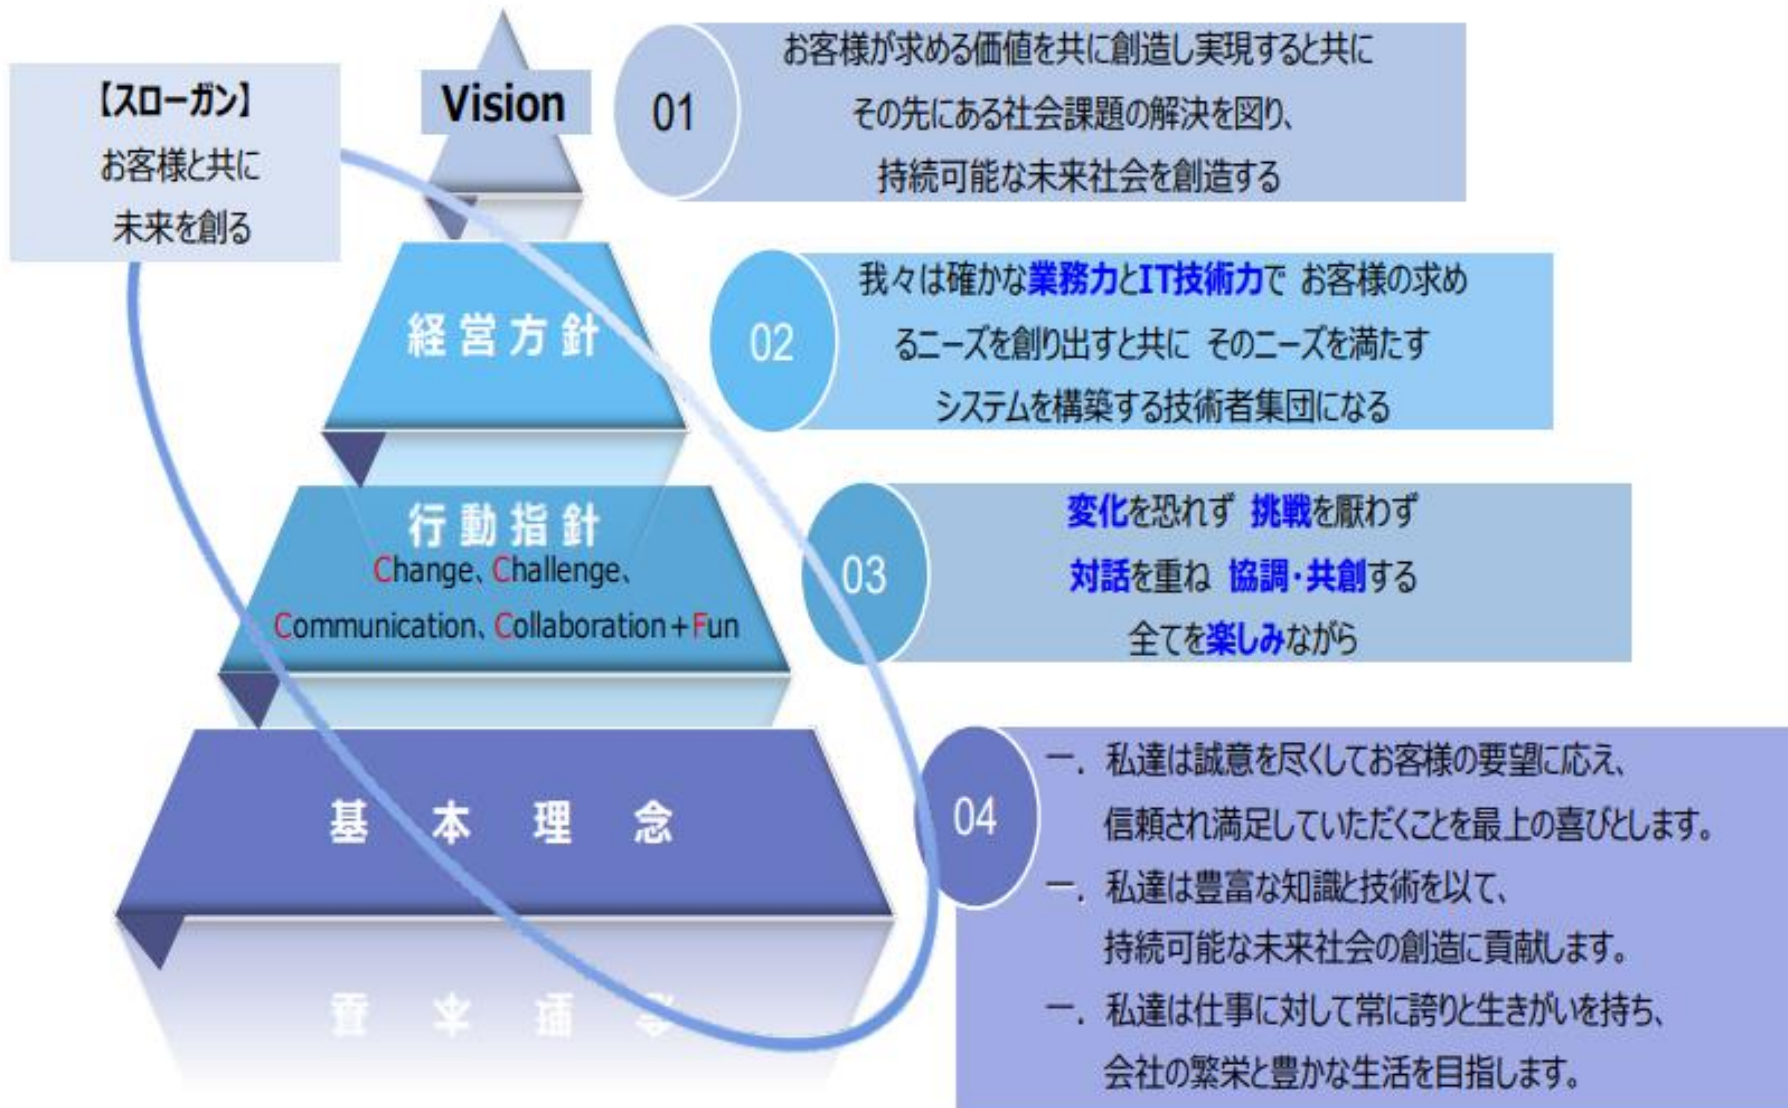 【スローガン】
お客様と共に
未来を創る
Vision
01
お客様が求める価値を共に創造し実現すると共に
その先にある社会課題の解決を図り、
持続可能な未来社会を創造する
経営方針
02
我々は確かな業務力とIT技術力で お客様の求め
るニーズを創り出すと共に そのニーズを満たす
システムを構築する技術者集団になる
行動指針
Change、Challenge、
Communication、Collaboration+Fun
03
変化を恐れず 挑戦を厭わず
対話を重ね 協調・共創する
全てを楽しみながら
基本理念
04
一．私達は誠意を尽くしてお客様の要望に応え、
信頼され満足していただくことを最上の喜びとします。
一．私達は豊富な知識と技術を以て、
持続可能な未来社会の創造に貢献します。
一．私達は仕事に対して常に誇りと生きがいを持ち、
会社の繁栄と豊かな生活を目指します。